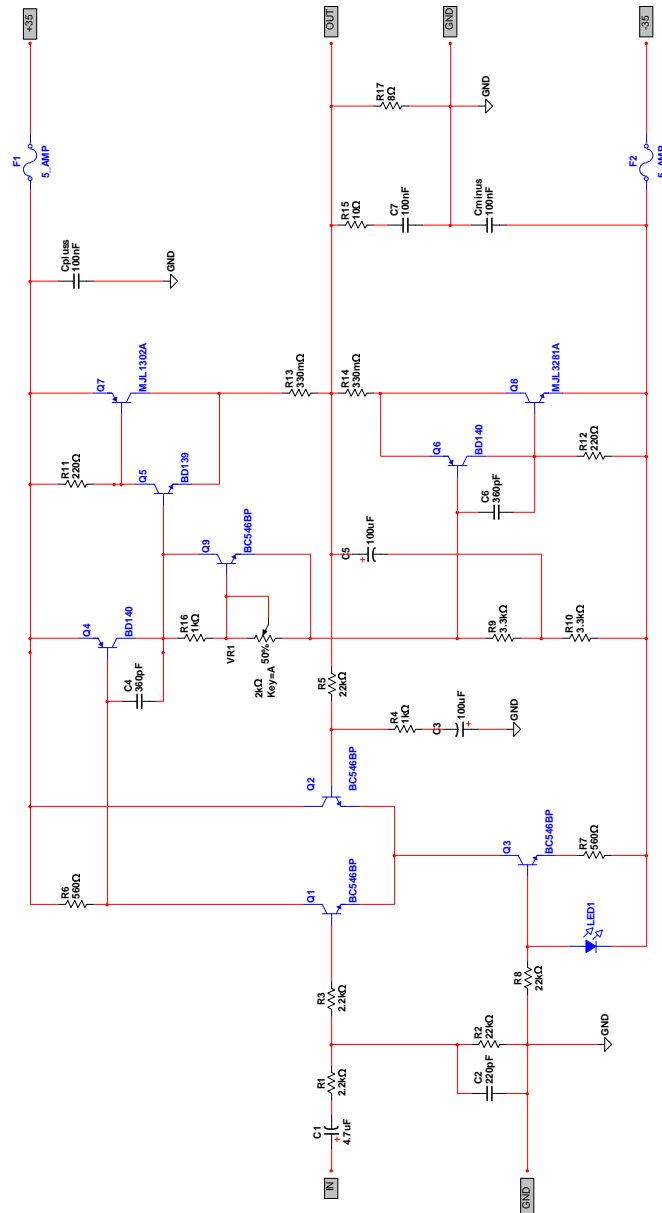 +35
OUT
GND
-35
F1
5_AMP
F2
5_AMP
R17
8Ω
GND
R15
10Ω
C7
100nF
Cminus
100nF
Cpluss
100nF
GND
Q7
MJL1302A
R13
330mΩ
R14
330mΩ
Q8
MJL3281A
R11
220Ω
Q5
BD139
Q6
BD140
R12
220Ω
C6
360pF
Q9
BC546BP
C5
100uF
+
Q4
BD140
R16
1kΩ
VR1
2kΩ
50%
Key=A
R9
3.3kΩ
R10
3.3kΩ
C4
360pF
R5
22kΩ
R4
1kΩ
C3
100uF
+
GND
Q2
BC546BP
R6
560Ω
Q1
BC546BP
Q3
BC546BP
R7
560Ω
LED1
R8
22kΩ
R3
2.2kΩ
R2
22kΩ
GND
R1
2.2kΩ
C2
220pF
C1
4.7uF
+
IN
GND